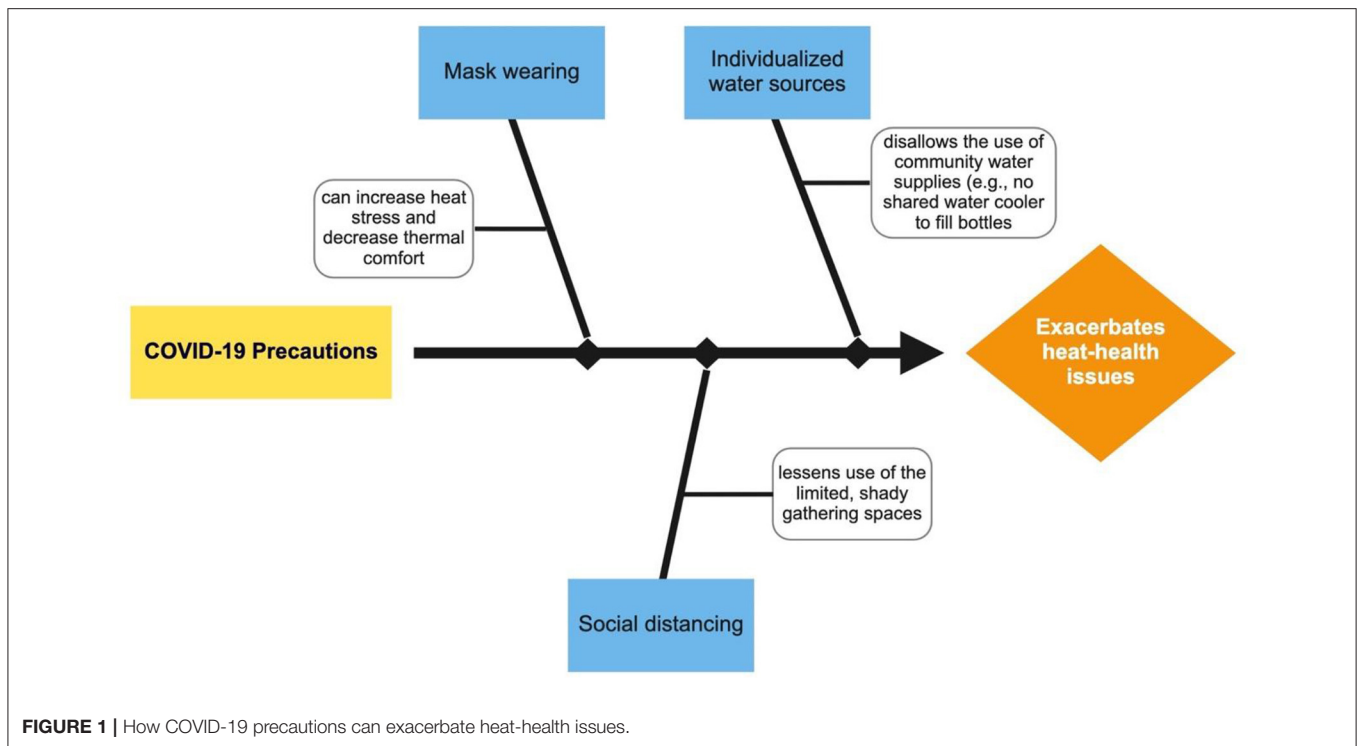 Mask wearing
Individualized
water sources
can increase heat
stress and
decrease thermal
comfort
disallows the use of
community water
supplies (e.g., no
shared water cooler
to fill bottles
COVID-19 Precautions
Exacerbates
heat-health
issues
lessens use of the
limited, shady
gathering spaces
Social distancing
FIGURE 1 | How COVID-19 precautions can exacerbate heat-health issues.